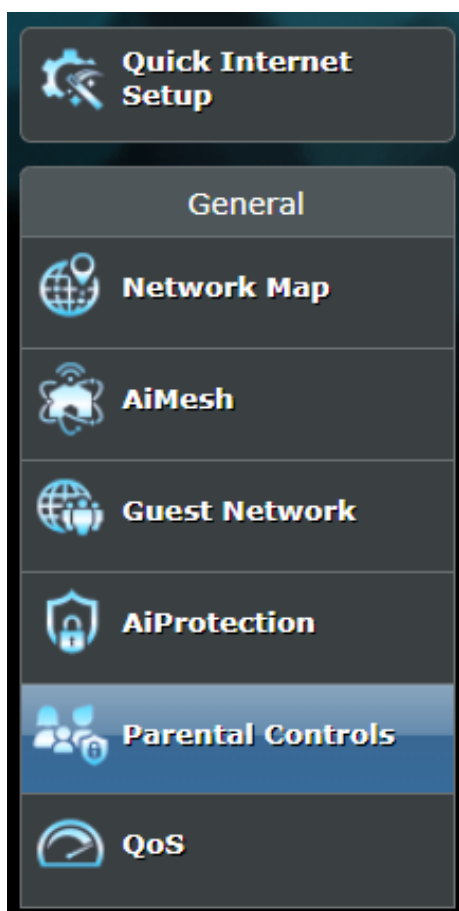 Quick Internet
Setup
General
Network Map
AiMesh
Guest Network
AiProtection
Parental Controls
QoS